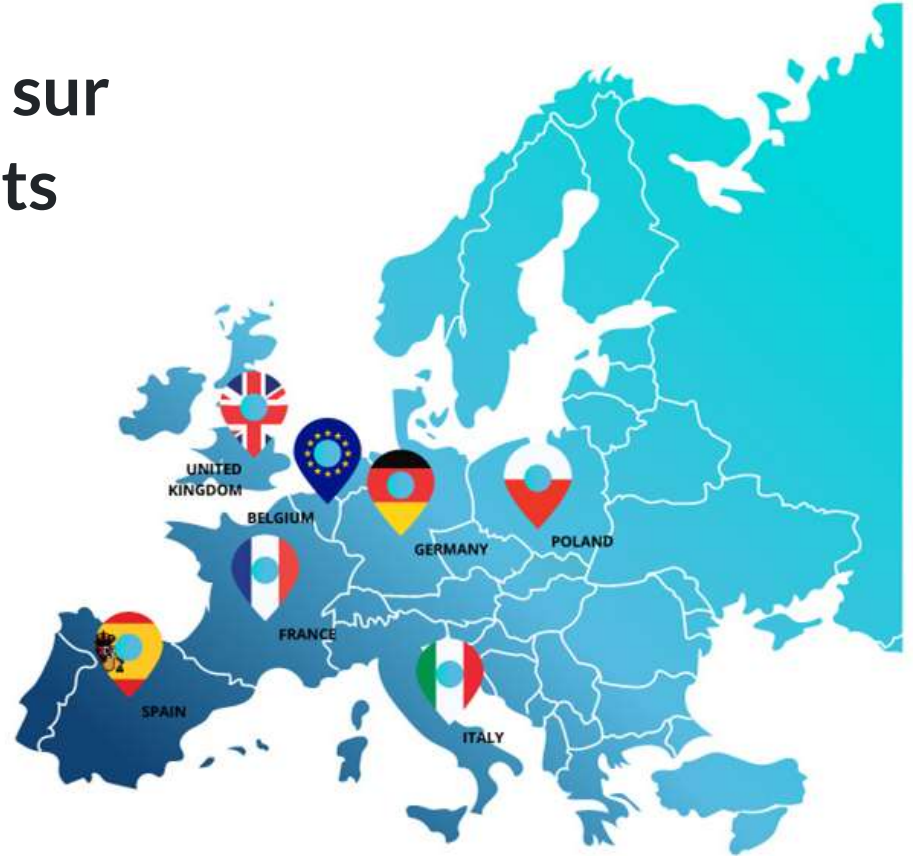 sur
ts
UNITED
KINGDOM
BELGIUM
GERMANY
POLAND
FRANCE
SPAIN
ITALY